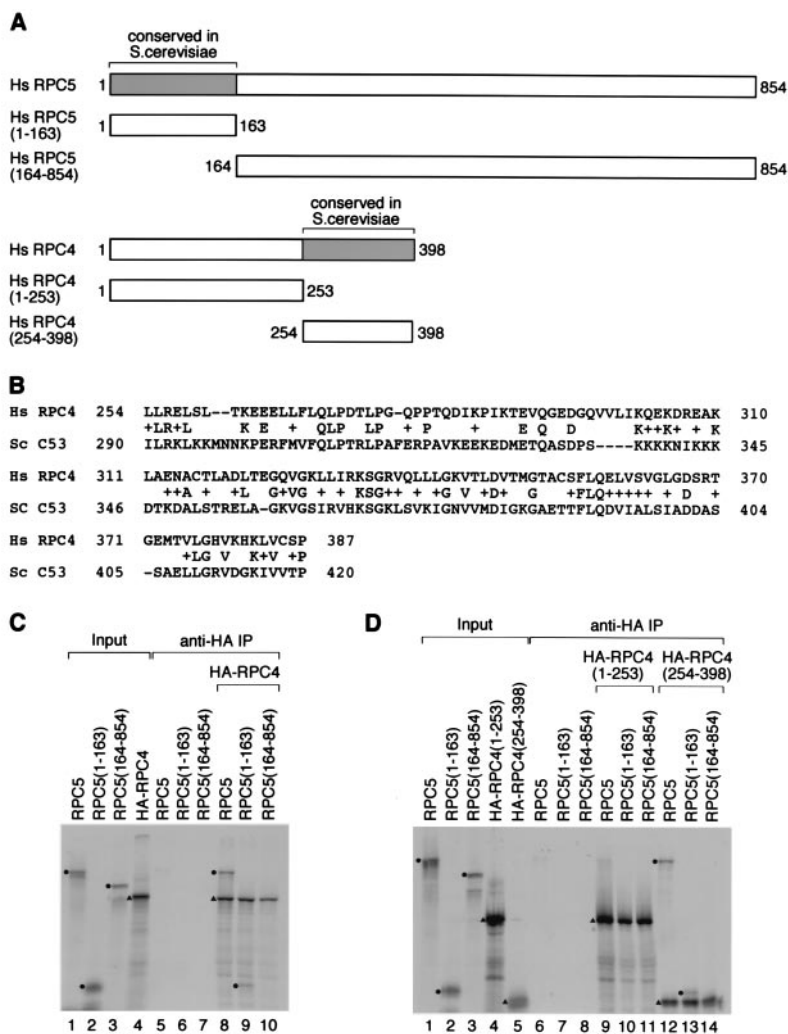 A
conserved in
S.cerevisiae
Hs RPC5 1 854
Hs RPC5
(1-163) 1 163
Hs RPC5
(164-854) 164 854
conserved in
S.cerevisiae
Hs RPC4 1 398
Hs RPC4
(1-253) 1 253
Hs RPC4
(254-398) 254 398
B
Hs RPC4 254 LLRELSL--TKEEELLFLQLPDTLPG-QPPTQDIKPIKTEVQGEDGQVVLIKQEKDREAK 310
+LR+L K E + QLP LP + P + E Q D K++K+ + K
Sc C53 290 ILRKLKKMNNKPERFMVFQLPTRLPAFERPAVKEEKEDMETQASDPS----KKKKNIKKK 345
Hs RPC4 311 LAENACTLADLTEGQVGKLLIRKSGRVQLLLGKVTLDVTMGTACSFLQELVSVGLGDSRT 370
++A + +L G+VG + + KSG++ + +G V +D+ G +FLQ+++++ + D +
SC C53 346 DTKDALSTRELA-GKVGSIRVHKSGKLSVKIGNVVMDIGKGAETTFLQDVIALSIADDAS 404
Hs RPC4 371 GEMTVLGHVKHKLVCSP 387
+LG V K+V +P
Sc C53 405 -SAELLGRVDGKIVVTP 420
C
Input anti-HA IP
HA-RPC4
RPC5 RPC5(1-163) RPC5(164-854) HA-RPC4 RPC5 RPC5(1-163) RPC5(164-854) RPC5 RPC5(1-163) RPC5(164-854)
1 2 3 4 5 6 7 8 9 10
D
Input anti-HA IP
HA-RPC4
(1-253)
HA-RPC4
(254-398)
RPC5 RPC5(1-163) RPC5(164-854) HA-RPC4(1-253) HA-RPC4(254-398) RPC5 RPC5(1-163) RPC5(164-854) RPC5 RPC5(1-163) RPC5(164-854) RPC5 RPC5(1-163) RPC5(164-854)
1 2 3 4 5 6 7 8 9 10 11 12 13 14